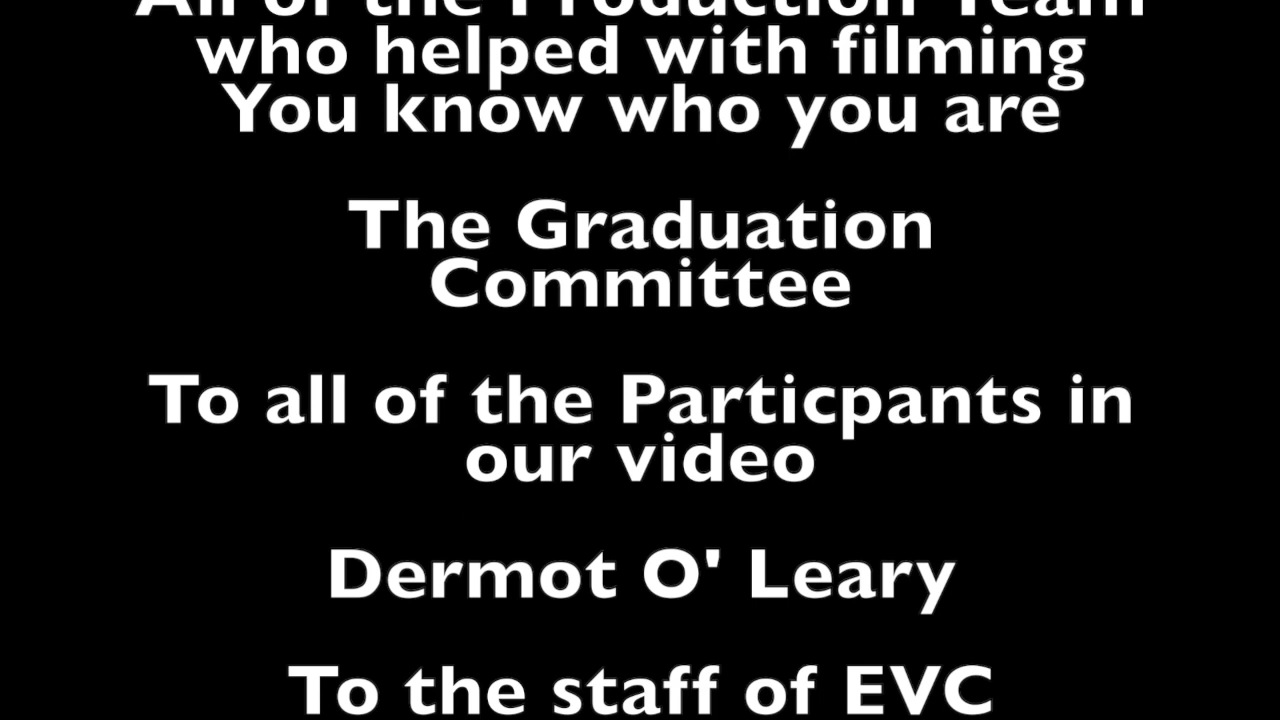 All of the Production Team
who helped with filming
You know who you are
The Graduation
Committee
To all of the Particpants in
our video
Dermot O' Leary
To the staff of EVC